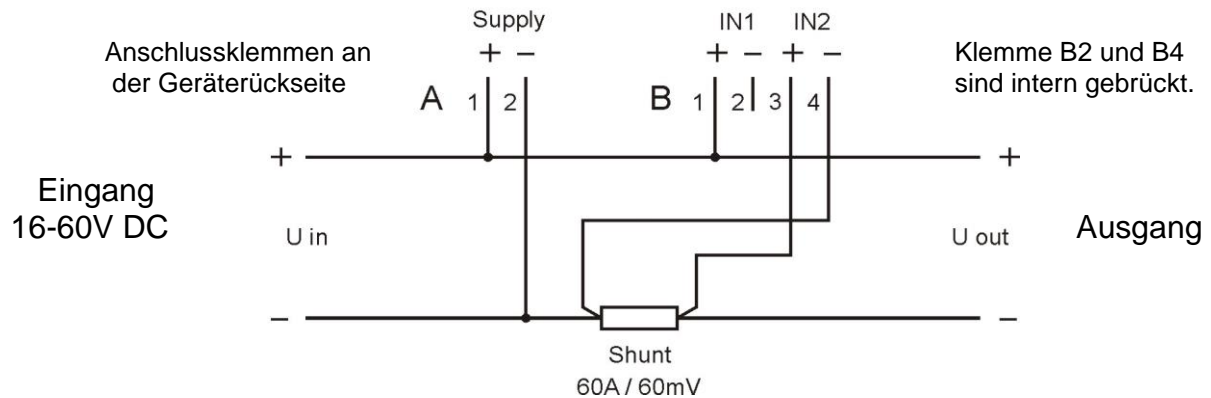 Supply
IN1 IN2
Anschlussklemmen an
der Geräterückseite
+ − + − + −
Klemme B2 und B4
sind intern gebrückt.
A 1 2 B 1 2 3 4
+ +
Eingang
16-60V DC
U in
U out
Ausgang
− −
Shunt
60A / 60mV